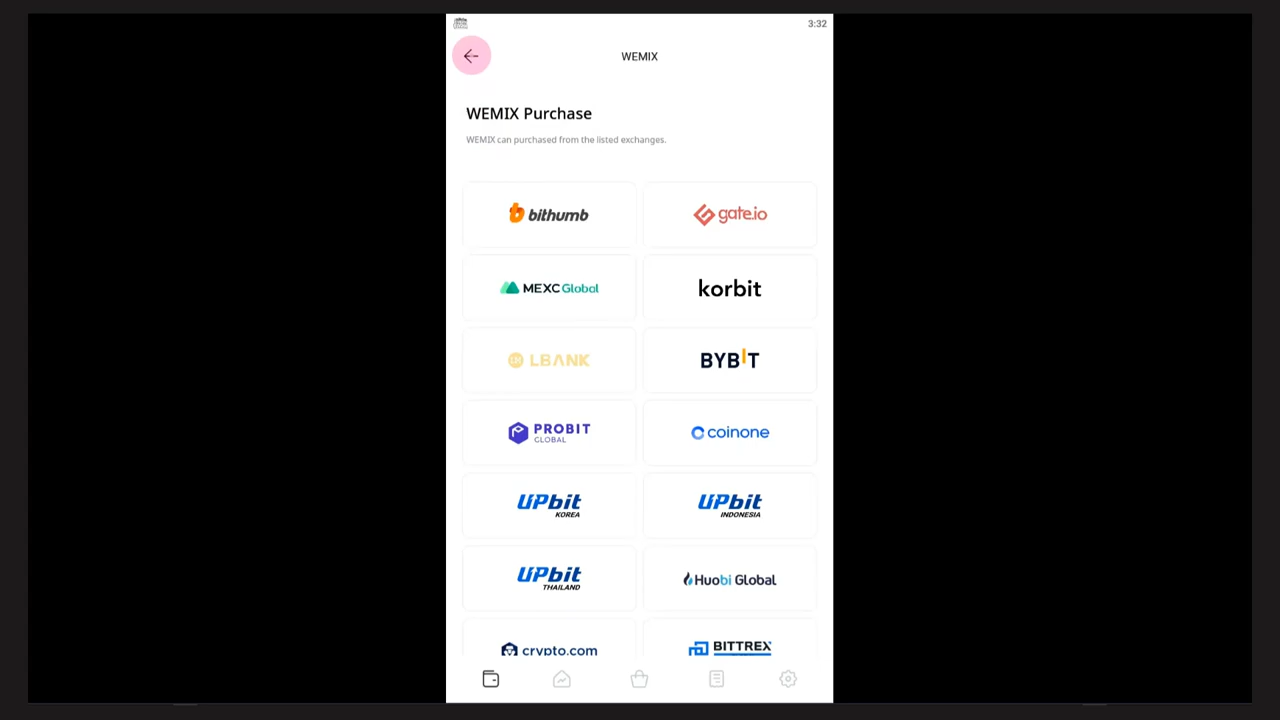 3:32
WEMIX
WEMIX Purchase
WEMIX can purchased from the listed exchanges.
bithumb
gate.io
MEXC Global
korbit
LBANK
BYBIT
PROBIT
GLOBAL
coinone
UPbit
KOREA
UPbit
INDONESIA
UPbit
THAILAND
Huobi Global
crypto.com
BITTREX